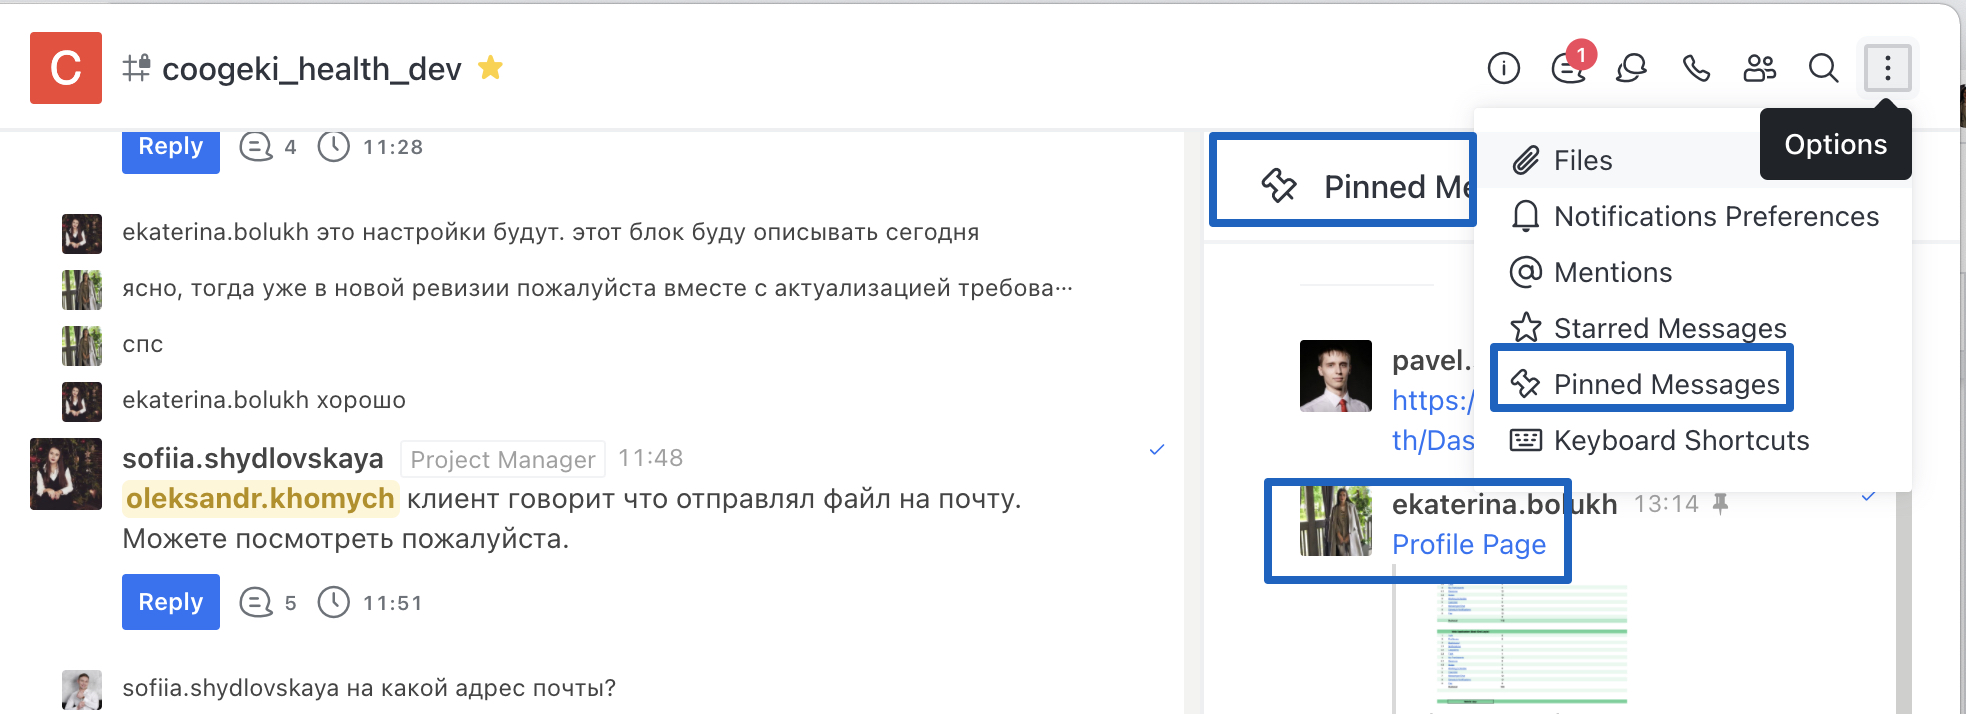 C
coogeki_health_dev
1
Options
Reply 4 11:28
ekaterina.bolukh это настройки будут. этот блок буду описывать сегодня
ясно, тогда уже в новой ревизии пожалуйста вместе с актуализацией требова···
спс
ekaterina.bolukh хорошо
sofiia.shydlovskaya Project Manager 11:48
oleksandr.khomych клиент говорит что отправлял файл на почту.
Можете посмотреть пожалуйста.
Reply 5 11:51
sofiia.shydlovskaya на какой адрес почты?
Pinned Me
Files
Notifications Preferences
Mentions
Starred Messages
Pinned Messages
Keyboard Shortcuts
pavel.
https:/
th/Das
ekaterina.bolukh 13:14
Profile Page